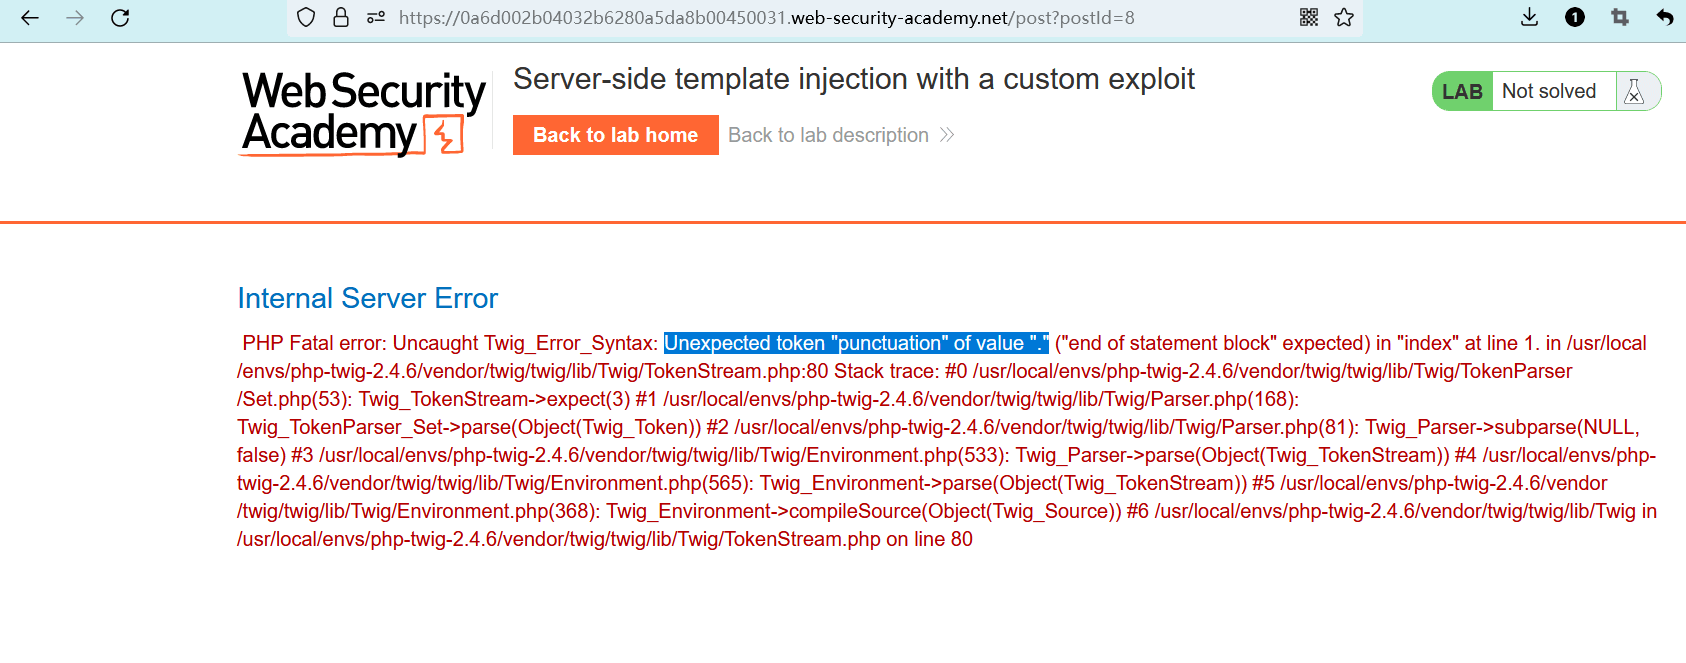 https://0a6d002b04032b6280a5da8b00450031.web-security-academy.net/post?postId=8
1
Web Security
Academy
Server-side template injection with a custom exploit
Back to lab home
Back to lab description
LAB
Not solved
Internal Server Error
PHP Fatal error: Uncaught Twig_Error_Syntax: Unexpected token "punctuation" of value "." ("end of statement block" expected) in "index" at line 1. in /usr/local
/envs/php-twig-2.4.6/vendor/twig/twig/lib/Twig/TokenStream.php:80 Stack trace: #0 /usr/local/envs/php-twig-2.4.6/vendor/twig/twig/lib/Twig/TokenParser
/Set.php(53): Twig_TokenStream->expect(3) #1 /usr/local/envs/php-twig-2.4.6/vendor/twig/twig/lib/Twig/Parser.php(168):
Twig_TokenParser_Set->parse(Object(Twig_Token)) #2 /usr/local/envs/php-twig-2.4.6/vendor/twig/twig/lib/Twig/Parser.php(81): Twig_Parser->subparse(NULL,
false) #3 /usr/local/envs/php-twig-2.4.6/vendor/twig/twig/lib/Twig/Environment.php(533): Twig_Parser->parse(Object(Twig_TokenStream)) #4 /usr/local/envs/php-
twig-2.4.6/vendor/twig/twig/lib/Twig/Environment.php(565): Twig_Environment->parse(Object(Twig_TokenStream)) #5 /usr/local/envs/php-twig-2.4.6/vendor
/twig/twig/lib/Twig/Environment.php(368): Twig_Environment->compileSource(Object(Twig_Source)) #6 /usr/local/envs/php-twig-2.4.6/vendor/twig/twig/lib/Twig in
/usr/local/envs/php-twig-2.4.6/vendor/twig/twig/lib/Twig/TokenStream.php on line 80